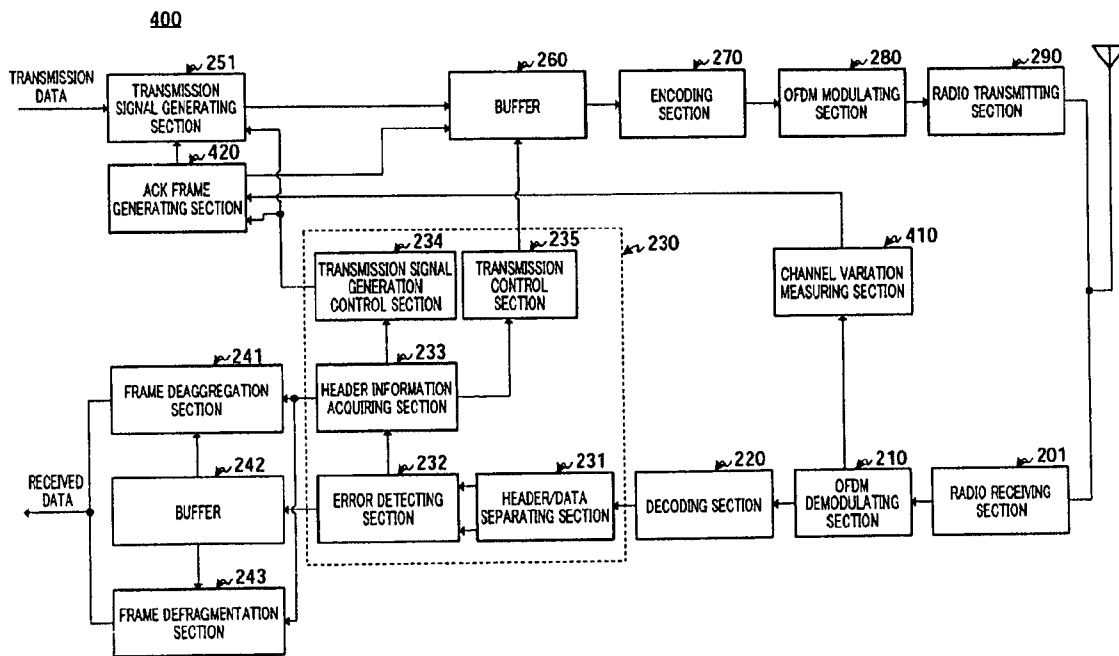 400
TRANSMISSION
DATA
251
TRANSMISSION
SIGNAL GENERATING
SECTION
260
BUFFER
270
ENCODING
SECTION
280
OFDM MODULATING
SECTION
290
RADIO TRANSMITTING
SECTION
420
ACK FRAME
GENERATING SECTION
234
TRANSMISSION SIGNAL
GENERATION
CONTROL SECTION
235
TRANSMISSION
CONTROL
SECTION
230
410
CHANNEL VARIATION
MEASURING SECTION
241
FRAME DEAGGREGATION
SECTION
233
HEADER INFORMATION
ACQUIRING SECTION
RECEIVED
DATA
242
BUFFER
232
ERROR DETECTING
SECTION
231
HEADER/DATA
SEPARATING SECTION
220
DECODING SECTION
210
OFDM
DEMODULATING
SECTION
201
RADIO RECEIVING
SECTION
243
FRAME DEFRAGMENTATION
SECTION